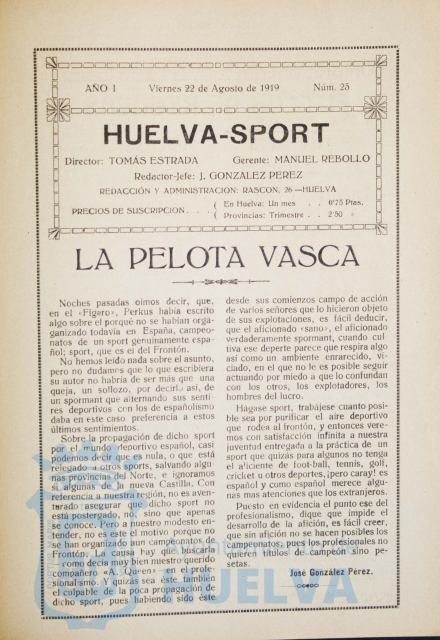 AÑO I Viernes 22 de Agosto de 1919 Núm. 25
HUELVA-SPORT
Director: TOMÁS ESTRADA Gerente: MANUEL REBOLLO
Redactor-Jefe: J. GONZALEZ PEREZ
REDACCIÓN Y ADMINISTRACION: RASCON, 26 —HUELVA
PRECIOS DE SUSCRIPCION. . . .
En Huelva: Un mes . . 0'75 Ptas.
Provincias: Trimestre . . 2'50 »
LA PELOTA VASCA
Noches pasadas oimos decir, que,
en el «Fígaro», Perkus había escrito
algo sobre el porqué no se habían or-
ganizado todavía en España, campeo-
natos de un sport genuinamente espa-
ñol; sport, que es el del Frontón.
No hemos leido nada sobre el asunto,
pero no dudamos que lo que escribiera
su autor no habria de ser más que una
queja, un sollozo, por decirlo así, de
un sportmant que alternando sus senti-
res deportivos con los de españolismo
daba en este caso preferencia a estos
últimos sentimientos.
Sobre la propagación de dicho sport
por el mundo deportivo español, casi
podemos decir que es nula, o que está
relegado a otros sports, salvando algu-
nas provincias del Norte, e ignoramos
si algunas de la nueva Castilla. Con
referencia a nuestra región, no es aven-
turado asegurar que dicho sport no
está postergado, no, sino que apenas
se conoce. Pero a nuestro modesto en-
tender, no es este el motivo porque no
se han organizado aun campeonatos de
Frontón. La causa hay que buscarla
como decia muy bien nuestro querido
compañero «A. Queen» en el profe-
sionalismo. Y quizás sea éste también
el culpable de la poca propagación de
dicho sport, pues habiendo sido éste
desde sus comienzos campo de acción
de varios señores que lo hicieron objeto
de sus explotaciones, es fácil deducir,
que el aficionado «sano», el aficionado
verdaderamente spormant, cuando cul-
tiva ese deporte parece que respira algo
así como un ambiente enrarecido, vi-
ciado, en el que no le es posible seguir
actuando por miedo a que lo confundan
con los otros, los explotadores, los
hombres del lucro.
Hágase sport, trabájese cuanto posi-
ble sea por purificar el aire deportivo
que rodea al frontón, y entonces vere-
mos con satisfacción infinita a nuestra
juventud entregada a la práctica de un
sport que quizás para algunos no tenga
el aliciente de foot-ball, tennis, golf,
cricket u otros deportes, ¡pero caray! es
español y como español merece algu-
nas mas atenciones que los extranjeros.
Puesto en evidencia el punto ese del
profesionalismo, dique que impide el
desarrollo de la afición, es fácil creer,
que sin afición no se hacen posibles los
campeonatos, pues los profesionales no
quieren títulos de campeón sino pe-
setas.
José González Pérez.
HUELVA